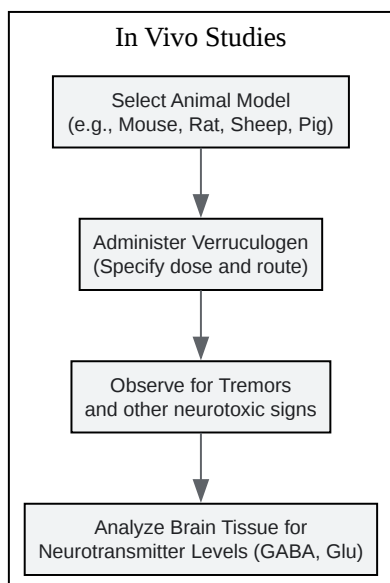 In Vivo Studies
Select Animal Model
(e.g., Mouse, Rat, Sheep, Pig)
Administer Verruculogen
(Specify dose and route)
Observe for Tremors
and other neurotoxic signs
Analyze Brain Tissue for
Neurotransmitter Levels (GABA, Glu)